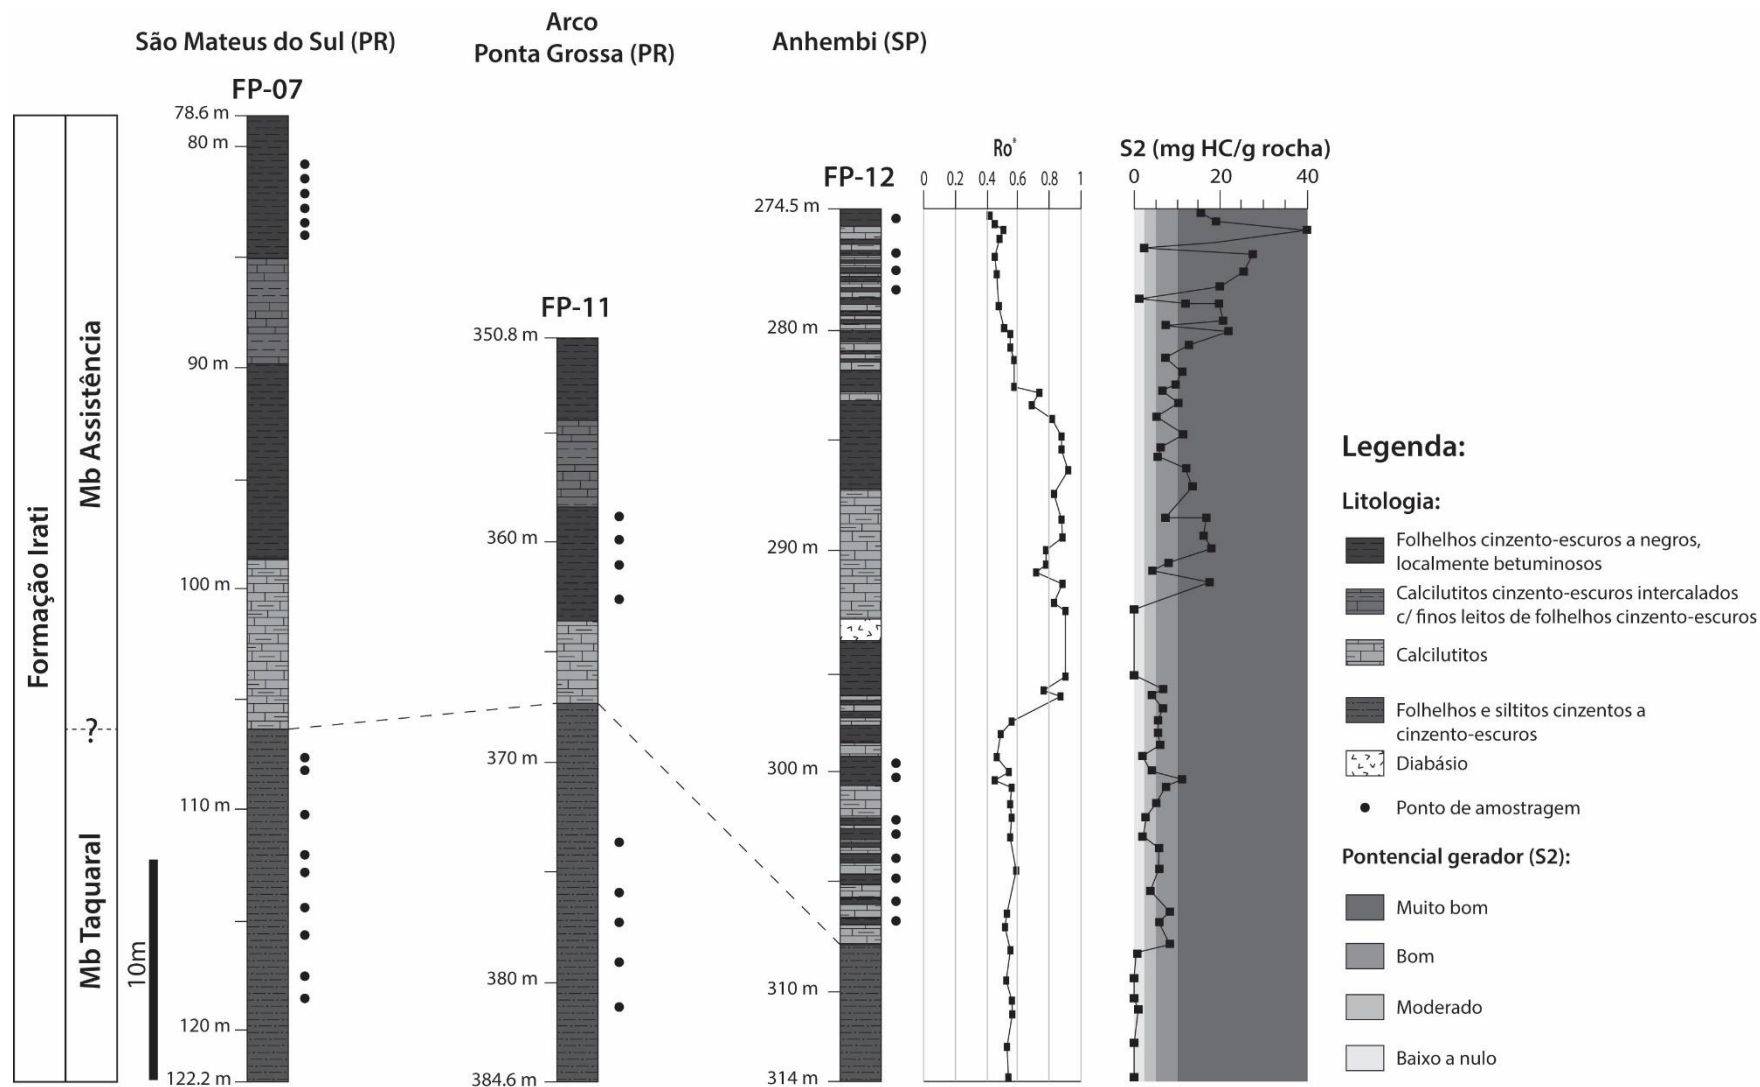 São Mateus do Sul (PR)
Arco
Ponta Grossa (PR)
Anhembi (SP)
Formação Irati
Mb Assistência
?
Mb Taquaral
10m
FP-07
78.6 m
80 m
90 m
100 m
110 m
120 m
122.2 m
FP-11
350.8 m
360 m
370 m
380 m
384.6 m
FP-12
274.5 m
280 m
290 m
300 m
310 m
314 m
Ro*
0 0.2 0.4 0.6 0.8 1
S2 (mg HC/g rocha)
0 20 40
Legenda:
Litologia:
Folhelhos cinzento-escuros a negros,
localmente betuminosos
Calcilutitos cinzento-escuros intercalados
c/ finos leitos de folhelhos cinzento-escuros
Calcilutitos
Folhelhos e siltitos cinzentos a
cinzento-escuros
Diabásio
Ponto de amostragem
Pontencial gerador (S2):
Muito bom
Bom
Moderado
Baixo a nulo